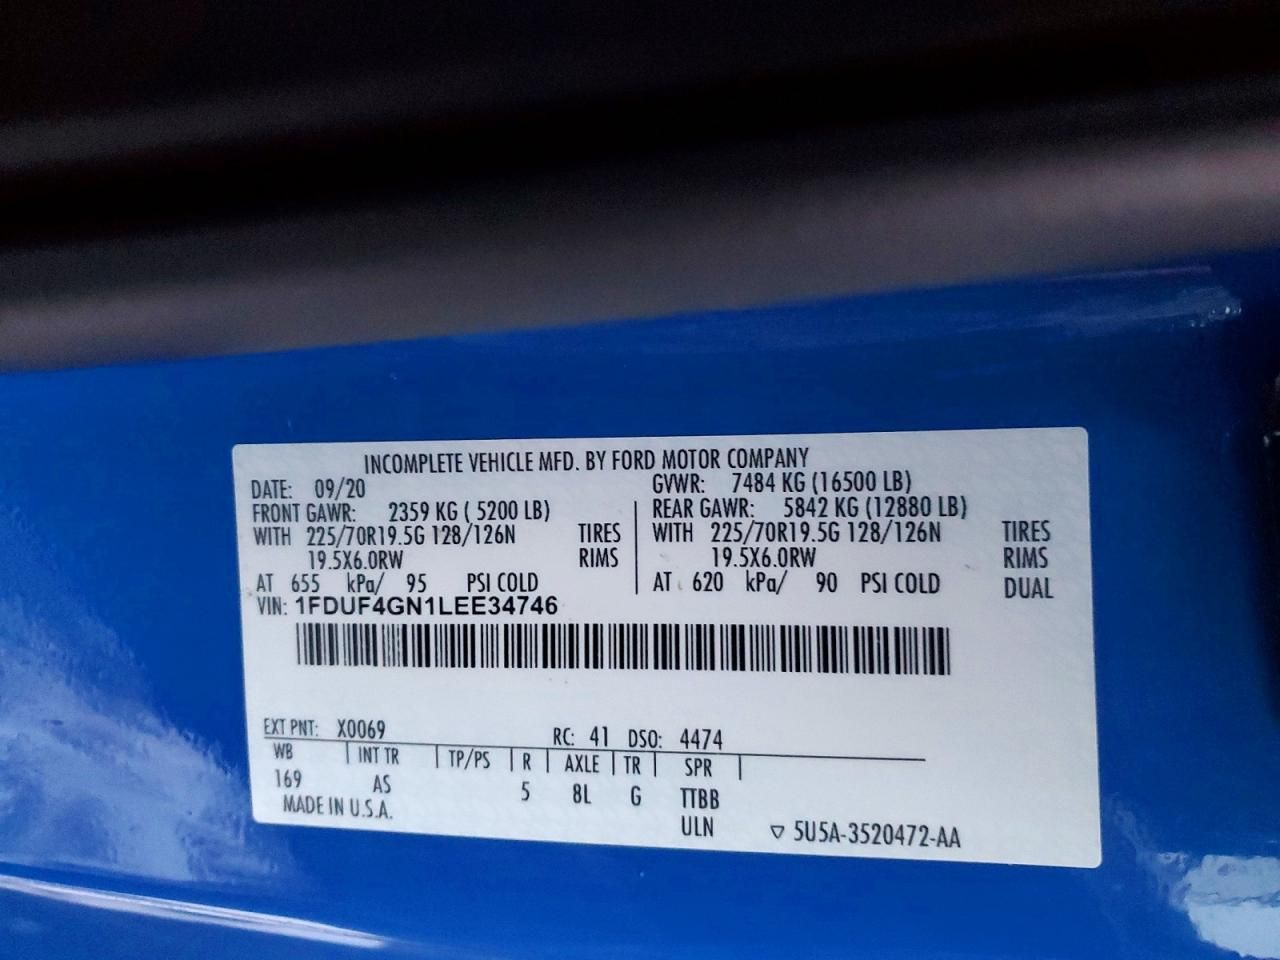 INCOMPLETE VEHICLE MFD. BY FORD MOTOR COMPANY
DATE: 09/20 GVWR: 7484 KG (16500 LB)
FRONT GAWR: 2359 KG ( 5200 LB) REAR GAWR: 5842 KG (12880 LB)
WITH 225/70R19.5G 128/126N TIRES WITH 225/70R19.5G 128/126N TIRES
19.5X6.0RW RIMS 19.5X6.0RW RIMS
AT 655 kPa/ 95 PSI COLD AT 620 kPa/ 90 PSI COLD DUAL
VIN: 1FDUF4GN1LEE34746
EXT PNT: X0069 RC: 41 DSO: 4474
WB INT TR TP/PS R AXLE TR SPR
169 AS 5 8L G TTBB
MADE IN U.S.A. ULN 5U5A-3520472-AA